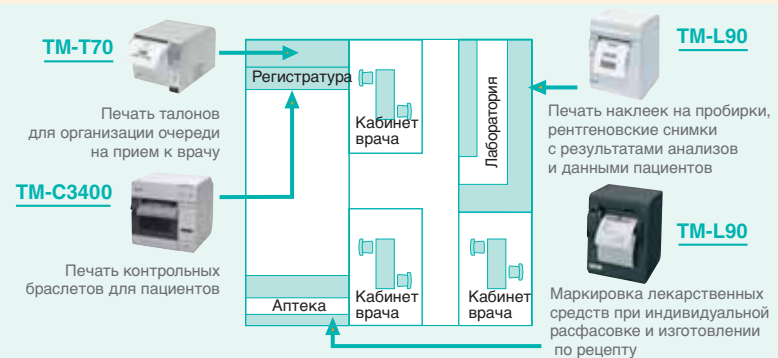 TM-T70
Печать талонов
для организации очереди
на прием к врачу
TM-C3400
Печать контрольных
браслетов для пациентов
Регистратура
Кабинет
врача
Лаборатория
Аптека
Кабинет
врача
Кабинет
врача
TM-L90
Печать наклеек на пробирки,
рентгеновские снимки
с результатами анализов
и данными пациентов
TM-L90
Маркировка лекарственных
средств при индивидуальной
расфасовке и изготовлении
по рецепту